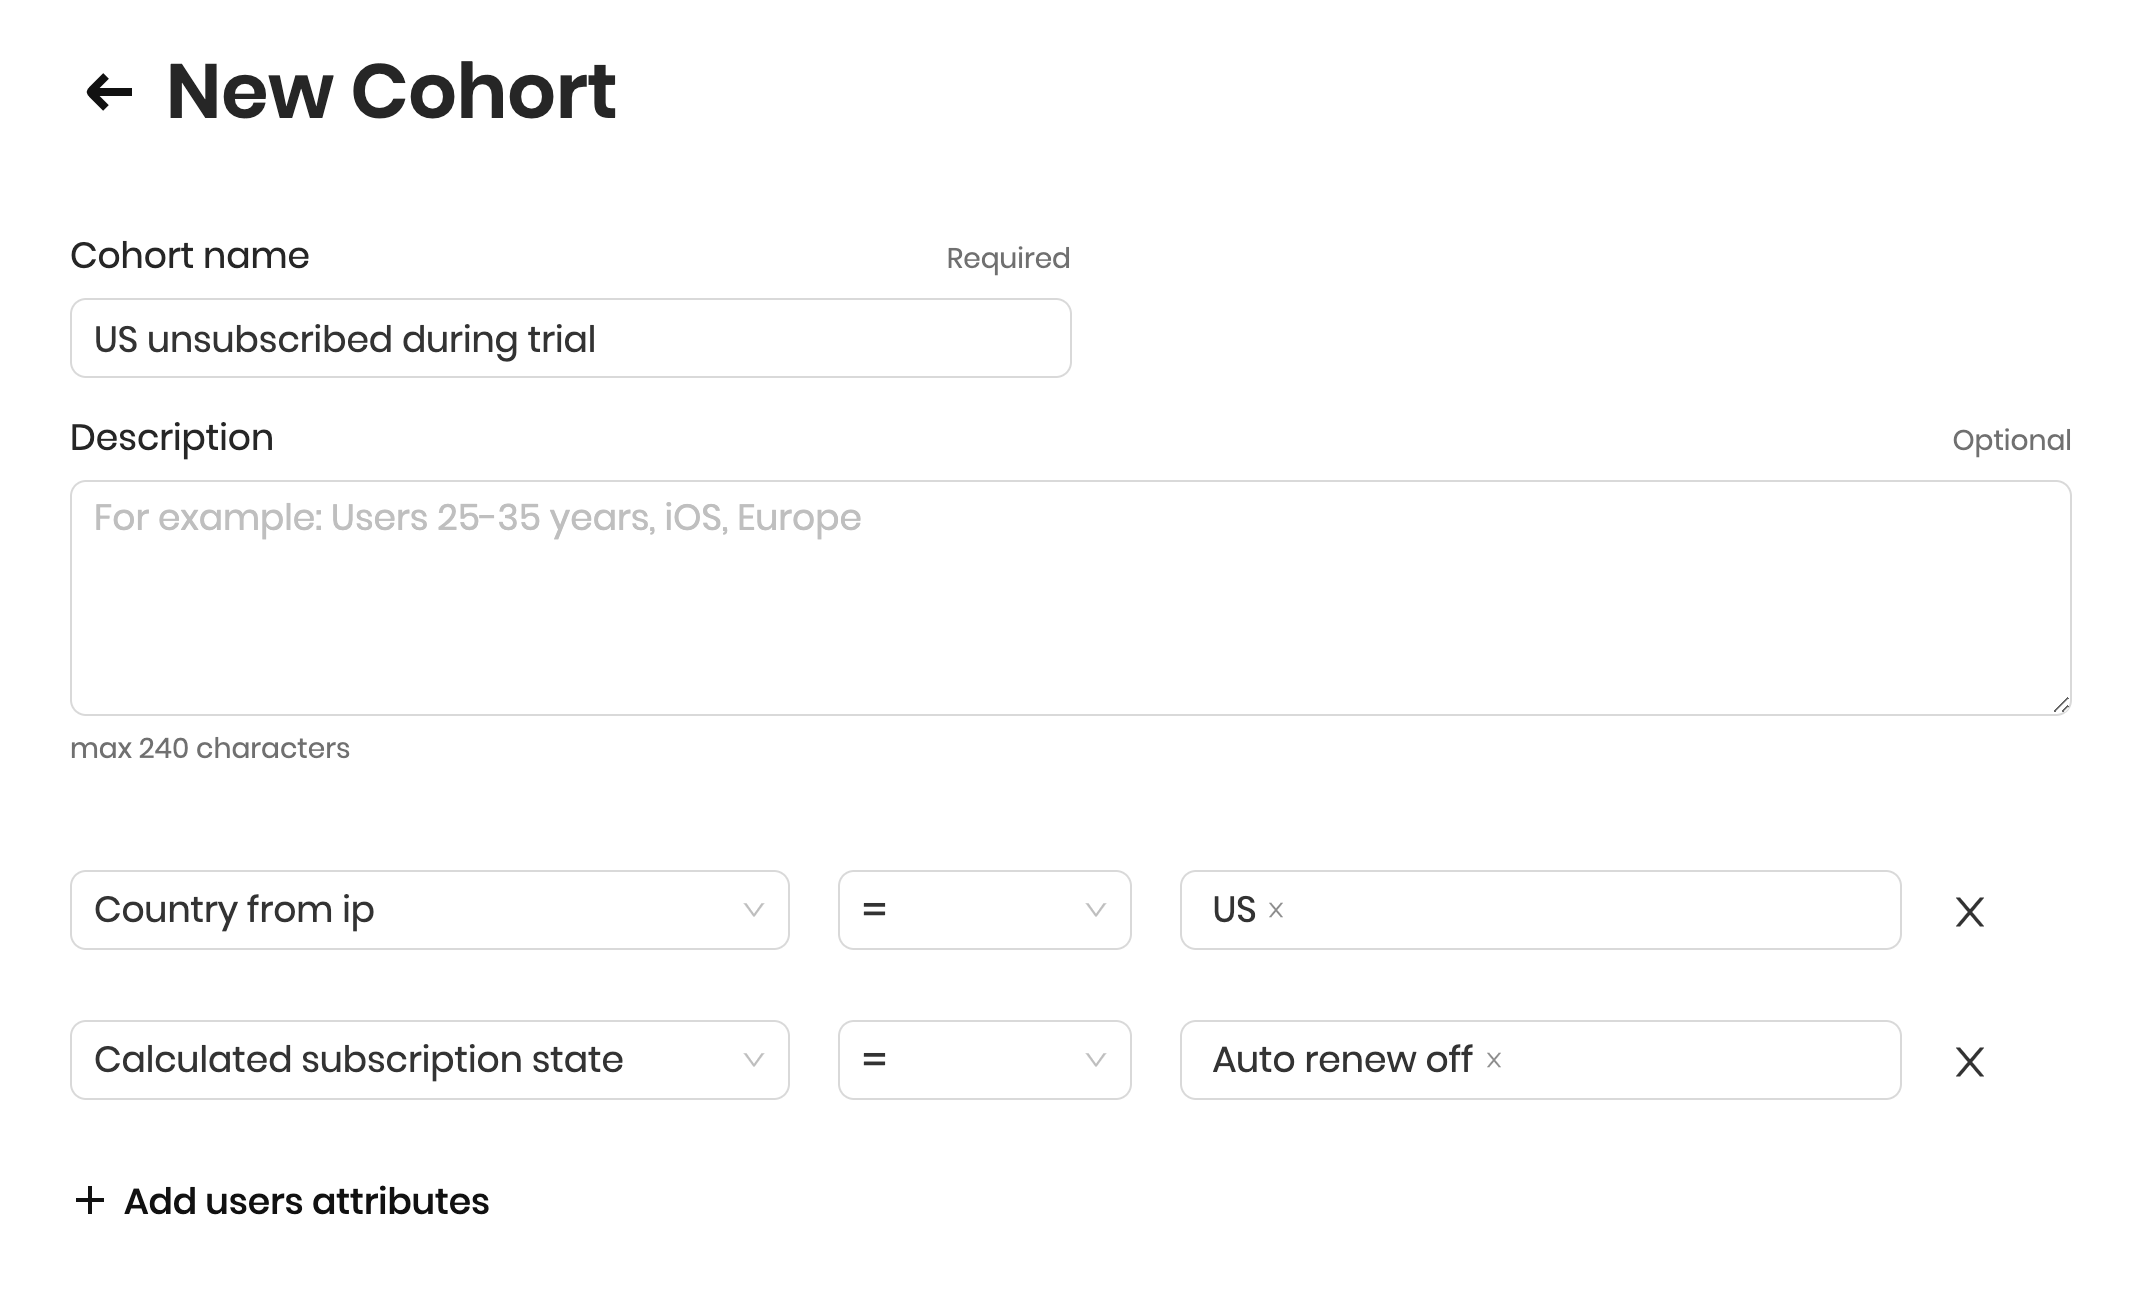 New Cohort
Cohort name
Required
US unsubscribed during trial
Description
Optional
For example: Users 25-35 years, iOS, Europe
max 240 characters
Country from ip
=
US
Calculated subscription state
=
Auto renew off
+ Add users attributes